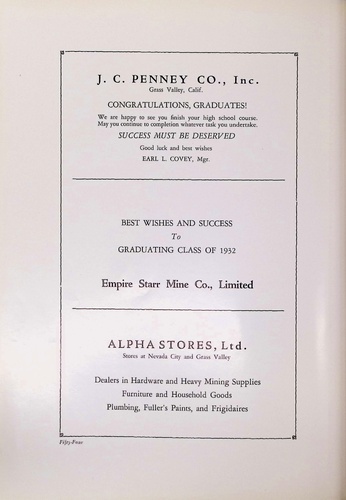 J. C. PENNEY CO., Inc.
Grass Valley, Calif.
CONGRATULATIONS, GRADUATES!
We are happy to see you finish your high school course.
May you continue to completion whatever task you undertake.
SUCCESS MUST BE DESERVED
Good luck and best wishes
EARL L. COVEY, Mgr.
BEST WISHES AND SUCCESS
To
GRADUATING CLASS OF 1932
Empire Starr Mine Co., Limited
ALPHA STORES, Ltd.
Stores at Nevada City and Grass Valley
Dealers in Hardware and Heavy Mining Supplies
Furniture and Household Goods
Plumbing, Fuller's Paints, and Frigidaires
Fifty-Four